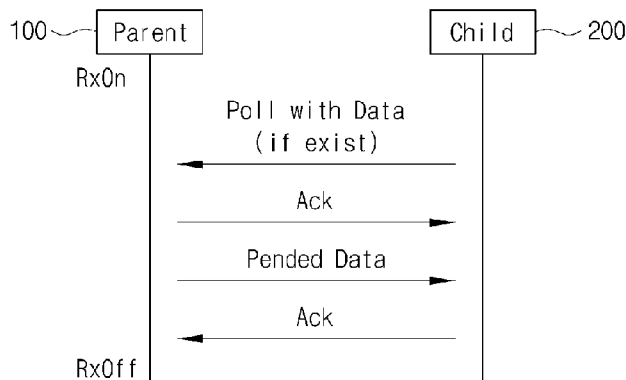 100 Parent Child 200
RxOn
Poll with Data
(if exist)
Ack
Pended Data
Ack
RxOff